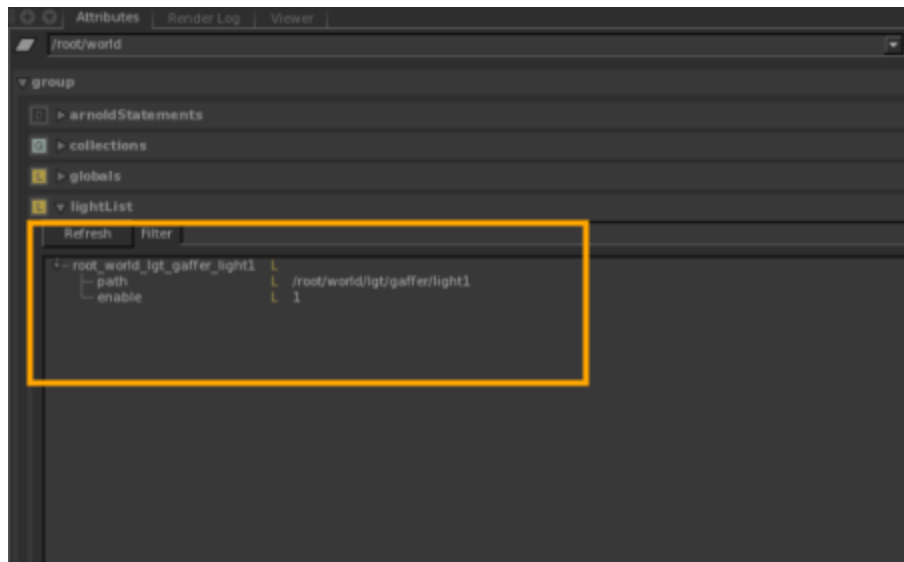 Attributes Render Log Viewer
/root/world
group
D arnoldStatements
G collections
L globals
L lightList
Refresh Filter
root_world_lgt_gaffer_light1 L
path L /root/world/lgt/gaffer/light1
enable L 1